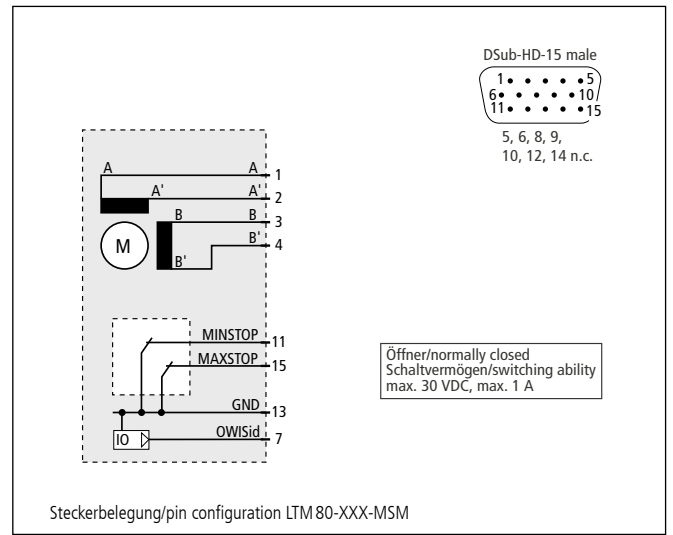 DSub-HD-15 male
1 5
6 10
11 15
5, 6, 8, 9,
10, 12, 14 n.c.
A A 1
A' A' 2
B B 3
B' 4
M
B'
MINSTOP 11
MAXSTOP 15
GND 13
IO OWISid 7
Öffner/normally closed
Schaltvermögen/switching ability
max. 30 VDC, max. 1 A
Steckerbelegung/pin configuration LTM 80-XXX-MSM